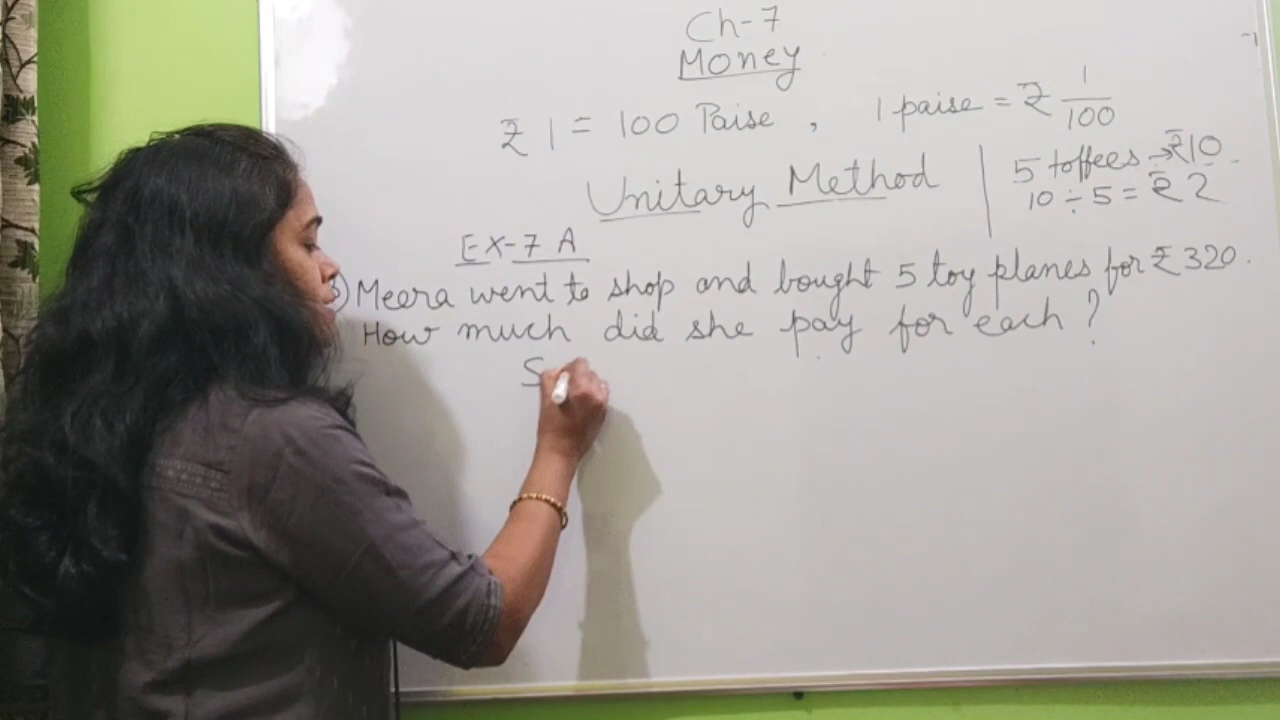 Ch-7
Money
₹ 1 = 100 Paise , 1 paise = ₹ 1/100
Unitary Method
5 toffees → ₹10
10 ÷ 5 = ₹ 2
EX-7 A
Meera went to shop and bought 5 toy planes for ₹ 320.
How much did she pay for each ?
S